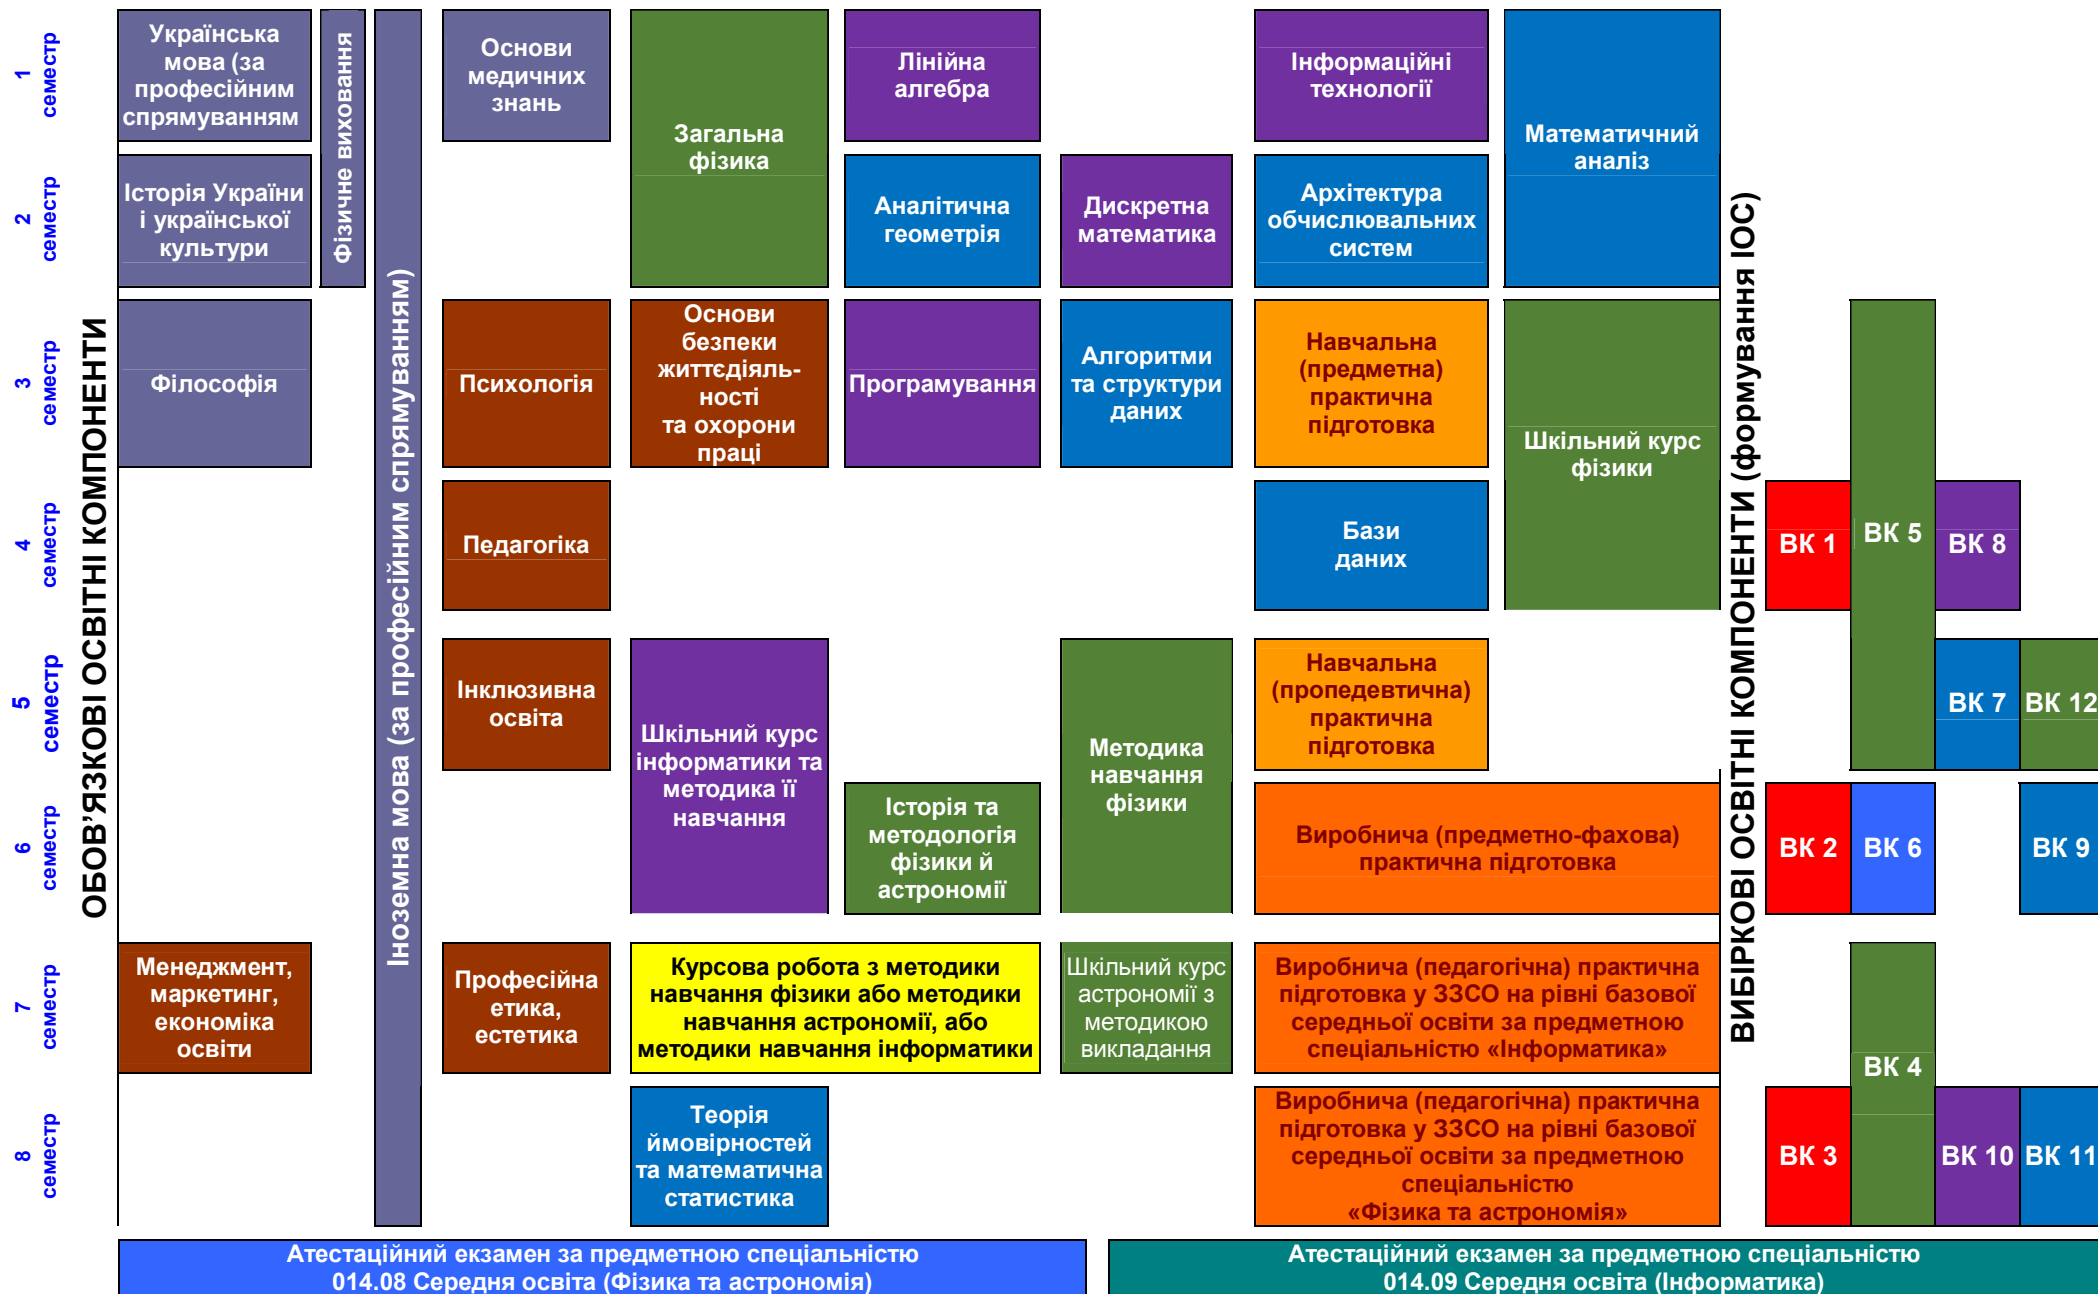 1
семестр
Українська
мова (за
професійним
спрямуванням
Фізичне виховання
Іноземна мова (за професійним спрямуванням)
Основи
медичних
знань
Загальна
фізика
Лінійна
алгебра
Інформаційні
технології
Математичний
аналіз
2
семестр
Історія України
і української
культури
Аналітична
геометрія
Дискретна
математика
Архітектура
обчислювальних
систем
ОБОВ’ЯЗКОВІ ОСВІТНІ КОМПОНЕНТИ
ВИБІРКОВІ ОСВІТНІ КОМПОНЕНТИ (формування ІОС)
3
семестр
Філософія
Психологія
Основи
безпеки
життєдіяль-
ності
та охорони
праці
Програмування
Алгоритми
та структури
даних
Навчальна
(предметна)
практична
підготовка
Шкільний курс
фізики
4
семестр
Педагогіка
Бази
даних
ВК 1
ВК 5
ВК 8
5
семестр
Інклюзивна
освіта
Шкільний курс
інформатики та
методика її
навчання
Методика
навчання
фізики
Навчальна
(пропедевтична)
практична
підготовка
ВК 7
ВК 12
6
семестр
Історія та
методологія
фізики й
астрономії
Виробнича (предметно-фахова)
практична підготовка
ВК 2
ВК 6
ВК 9
7
семестр
Менеджмент,
маркетинг,
економіка
освіти
Професійна
етика,
естетика
Курсова робота з методики
навчання фізики або методики
навчання астрономії, або
методики навчання інформатики
Шкільний курс
астрономії з
методикою
викладання
Виробнича (педагогічна) практична
підготовка у ЗЗСО на рівні базової
середньої освіти за предметною
спеціальністю «Інформатика»
ВК 4
8
семестр
Теорія
ймовірностей
та математична
статистика
Виробнича (педагогічна) практична
підготовка у ЗЗСО на рівні базової
середньої освіти за предметною
спеціальністю
«Фізика та астрономія»
ВК 3
ВК 10
ВК 11
Атестаційний екзамен за предметною спеціальністю
014.08 Середня освіта (Фізика та астрономія)
Атестаційний екзамен за предметною спеціальністю
014.09 Середня освіта (Інформатика)